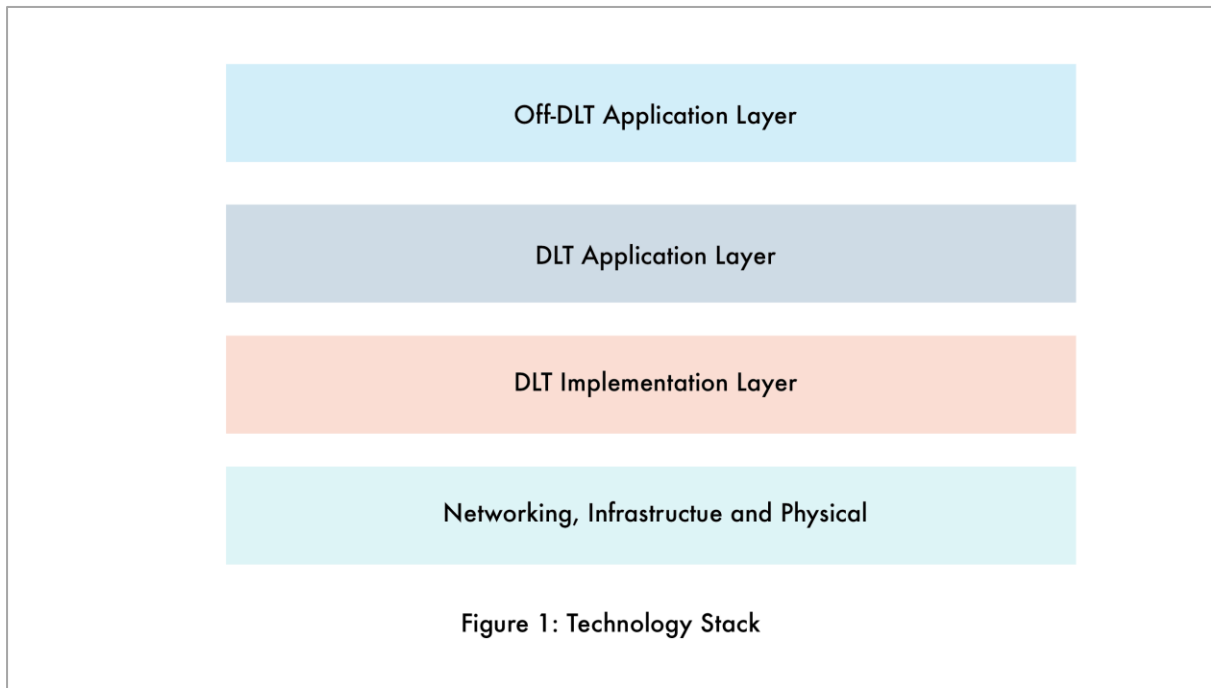 Off-DLT Application Layer
DLT Application Layer
DLT Implementation Layer
Networking, Infrastructue and Physical
Figure 1: Technology Stack